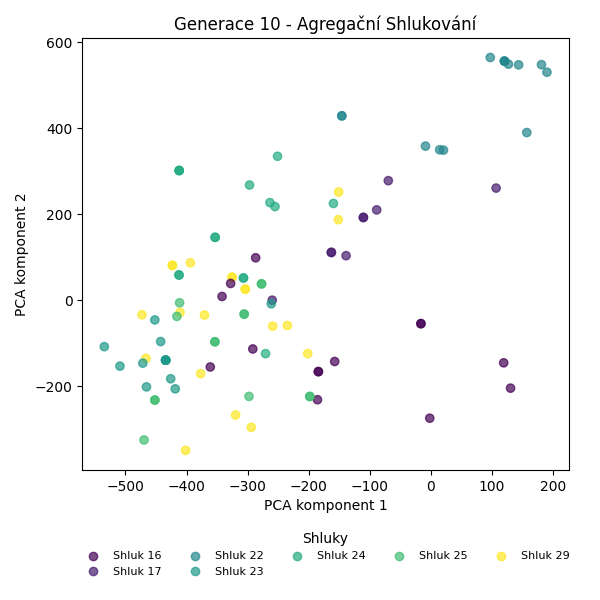 Generace 10 - Agregační Shlukování
600
400
200
0
−200
PCA komponent 2
−500 −400 −300 −200 −100 0 100 200
PCA komponent 1
Shluky
Shluk 16 Shluk 22 Shluk 24 Shluk 25 Shluk 29
Shluk 17 Shluk 23